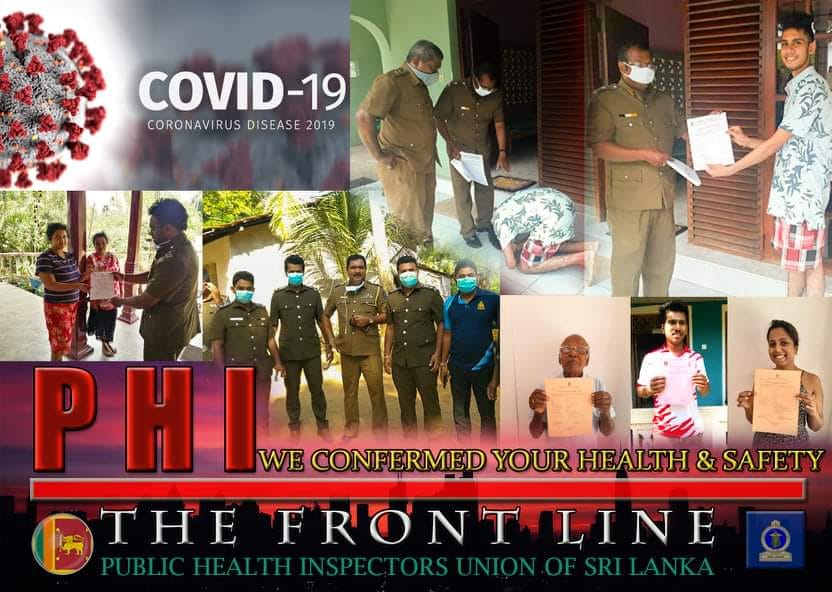 COVID-19
CORONAVIRUS DISEASE 2019
PHI
WE CONFERMED YOUR HEALTH & SAFETY
THE FRONT LINE
PUBLIC HEALTH INSPECTORS UNION OF SRI LANKA